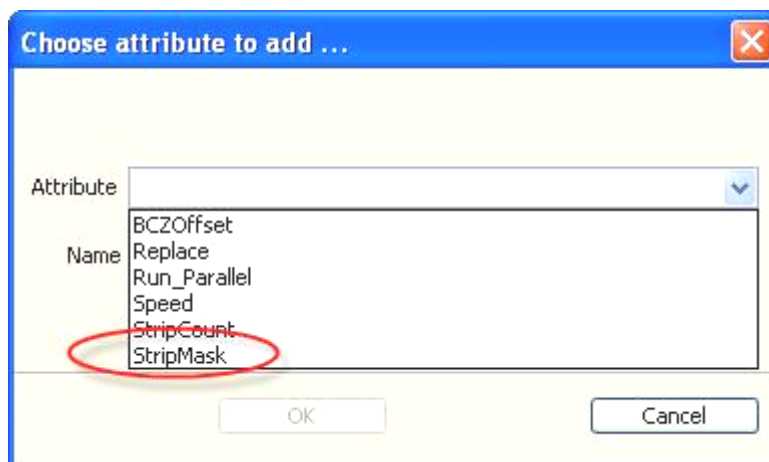 Choose attribute to add ...
Attribute
BCZOffset
Name
Replace
Run_Parallel
Speed
StripCount
StripMask
OK
Cancel